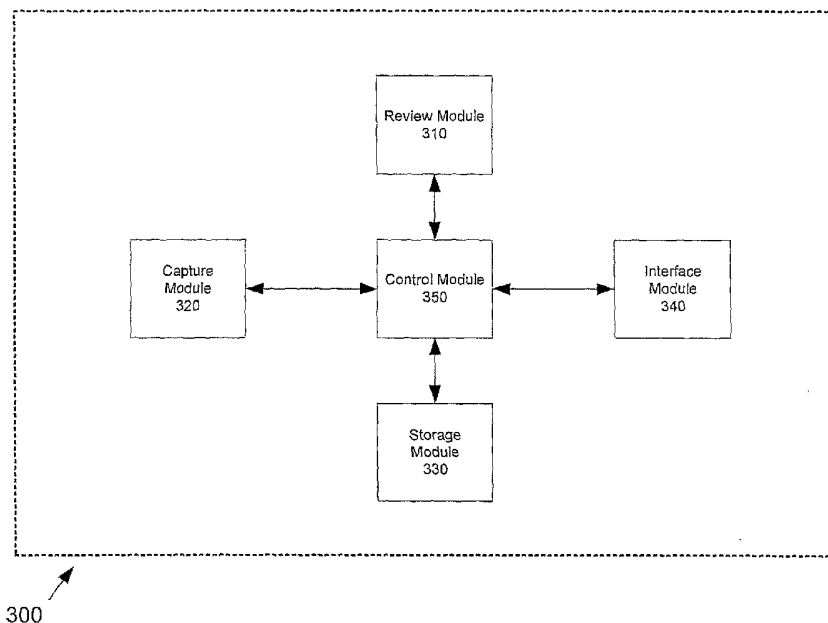 Review Module
310
Capture
Module
320
Control Module
350
Interface
Module
340
Storage
Module
330
300